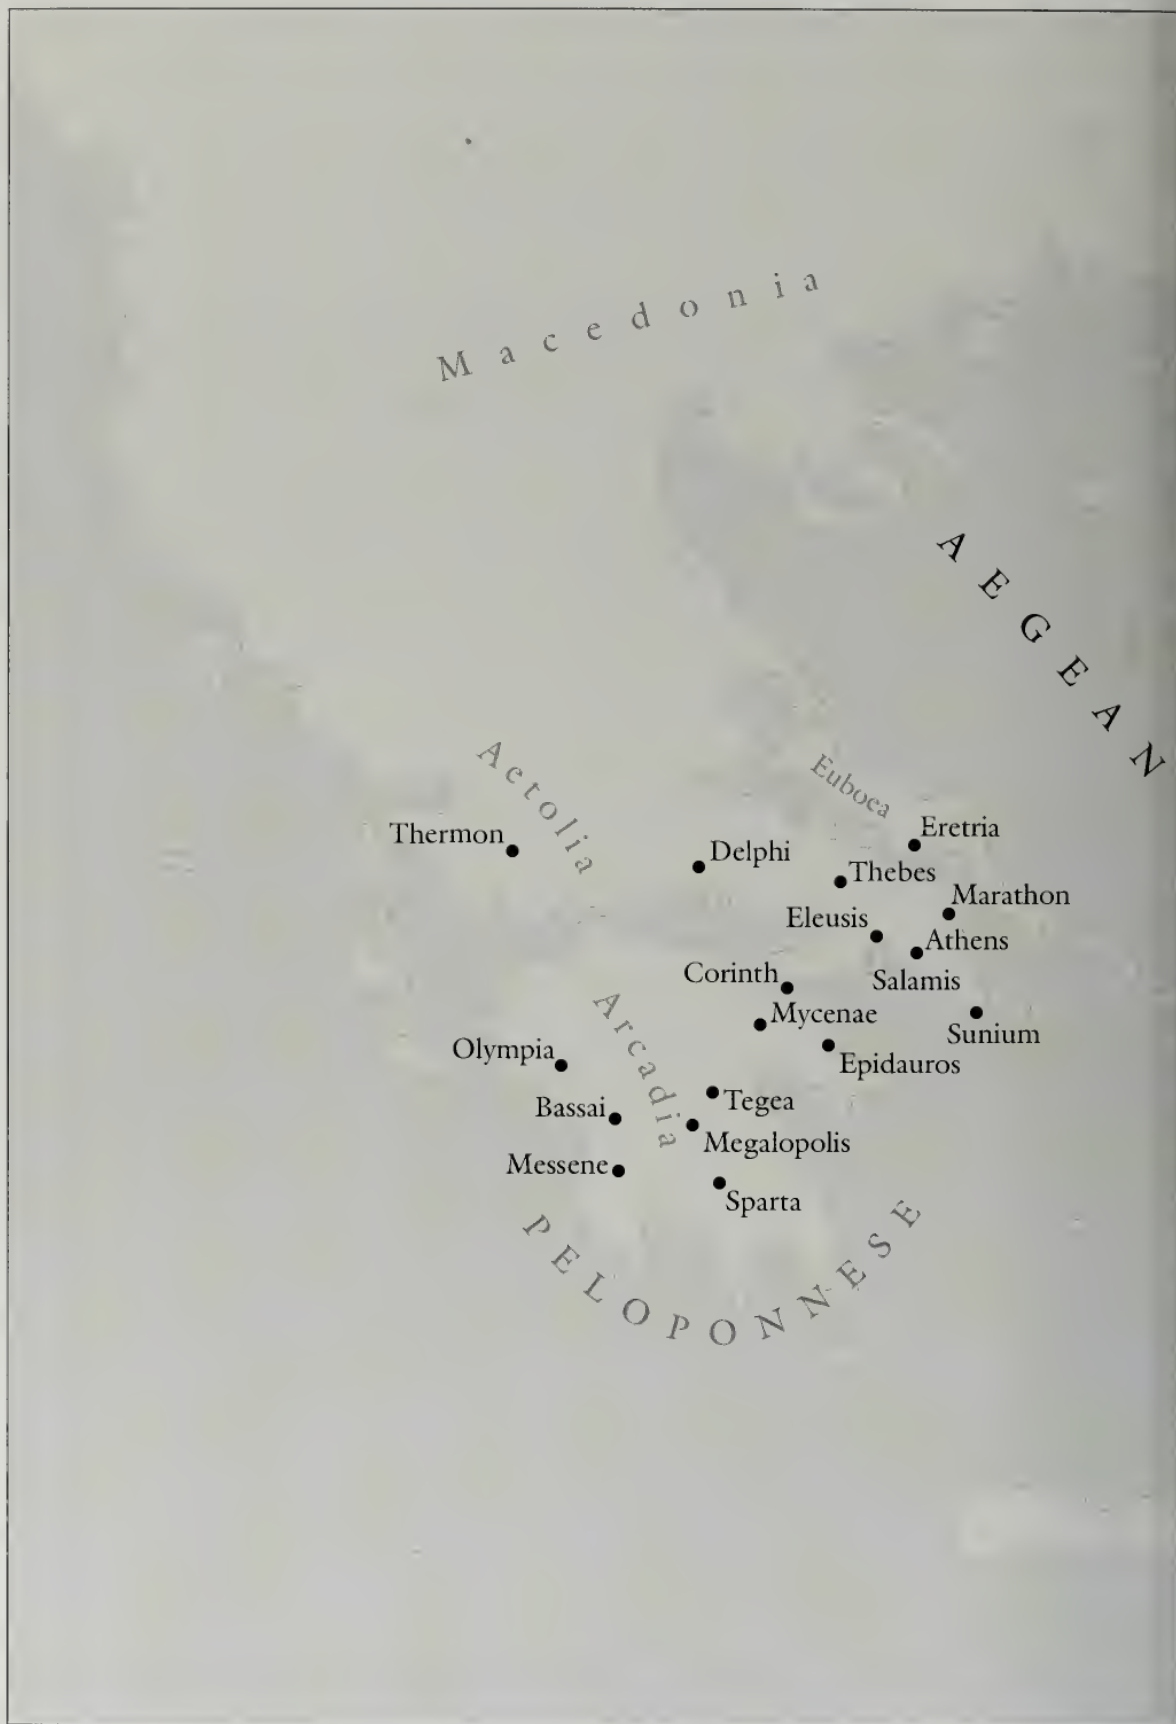 Macedonia
AEGEAN
Aetolia
Euboea
Eretria
Thermon
Delphi
Thebes
Marathon
Eleusis
Athens
Corinth
Salamis
Arcadia
Mycenae
Sunium
Olympia
Epidauros
Tegea
Bassai
Megalopolis
Messene
Sparta
PELOPONNESE